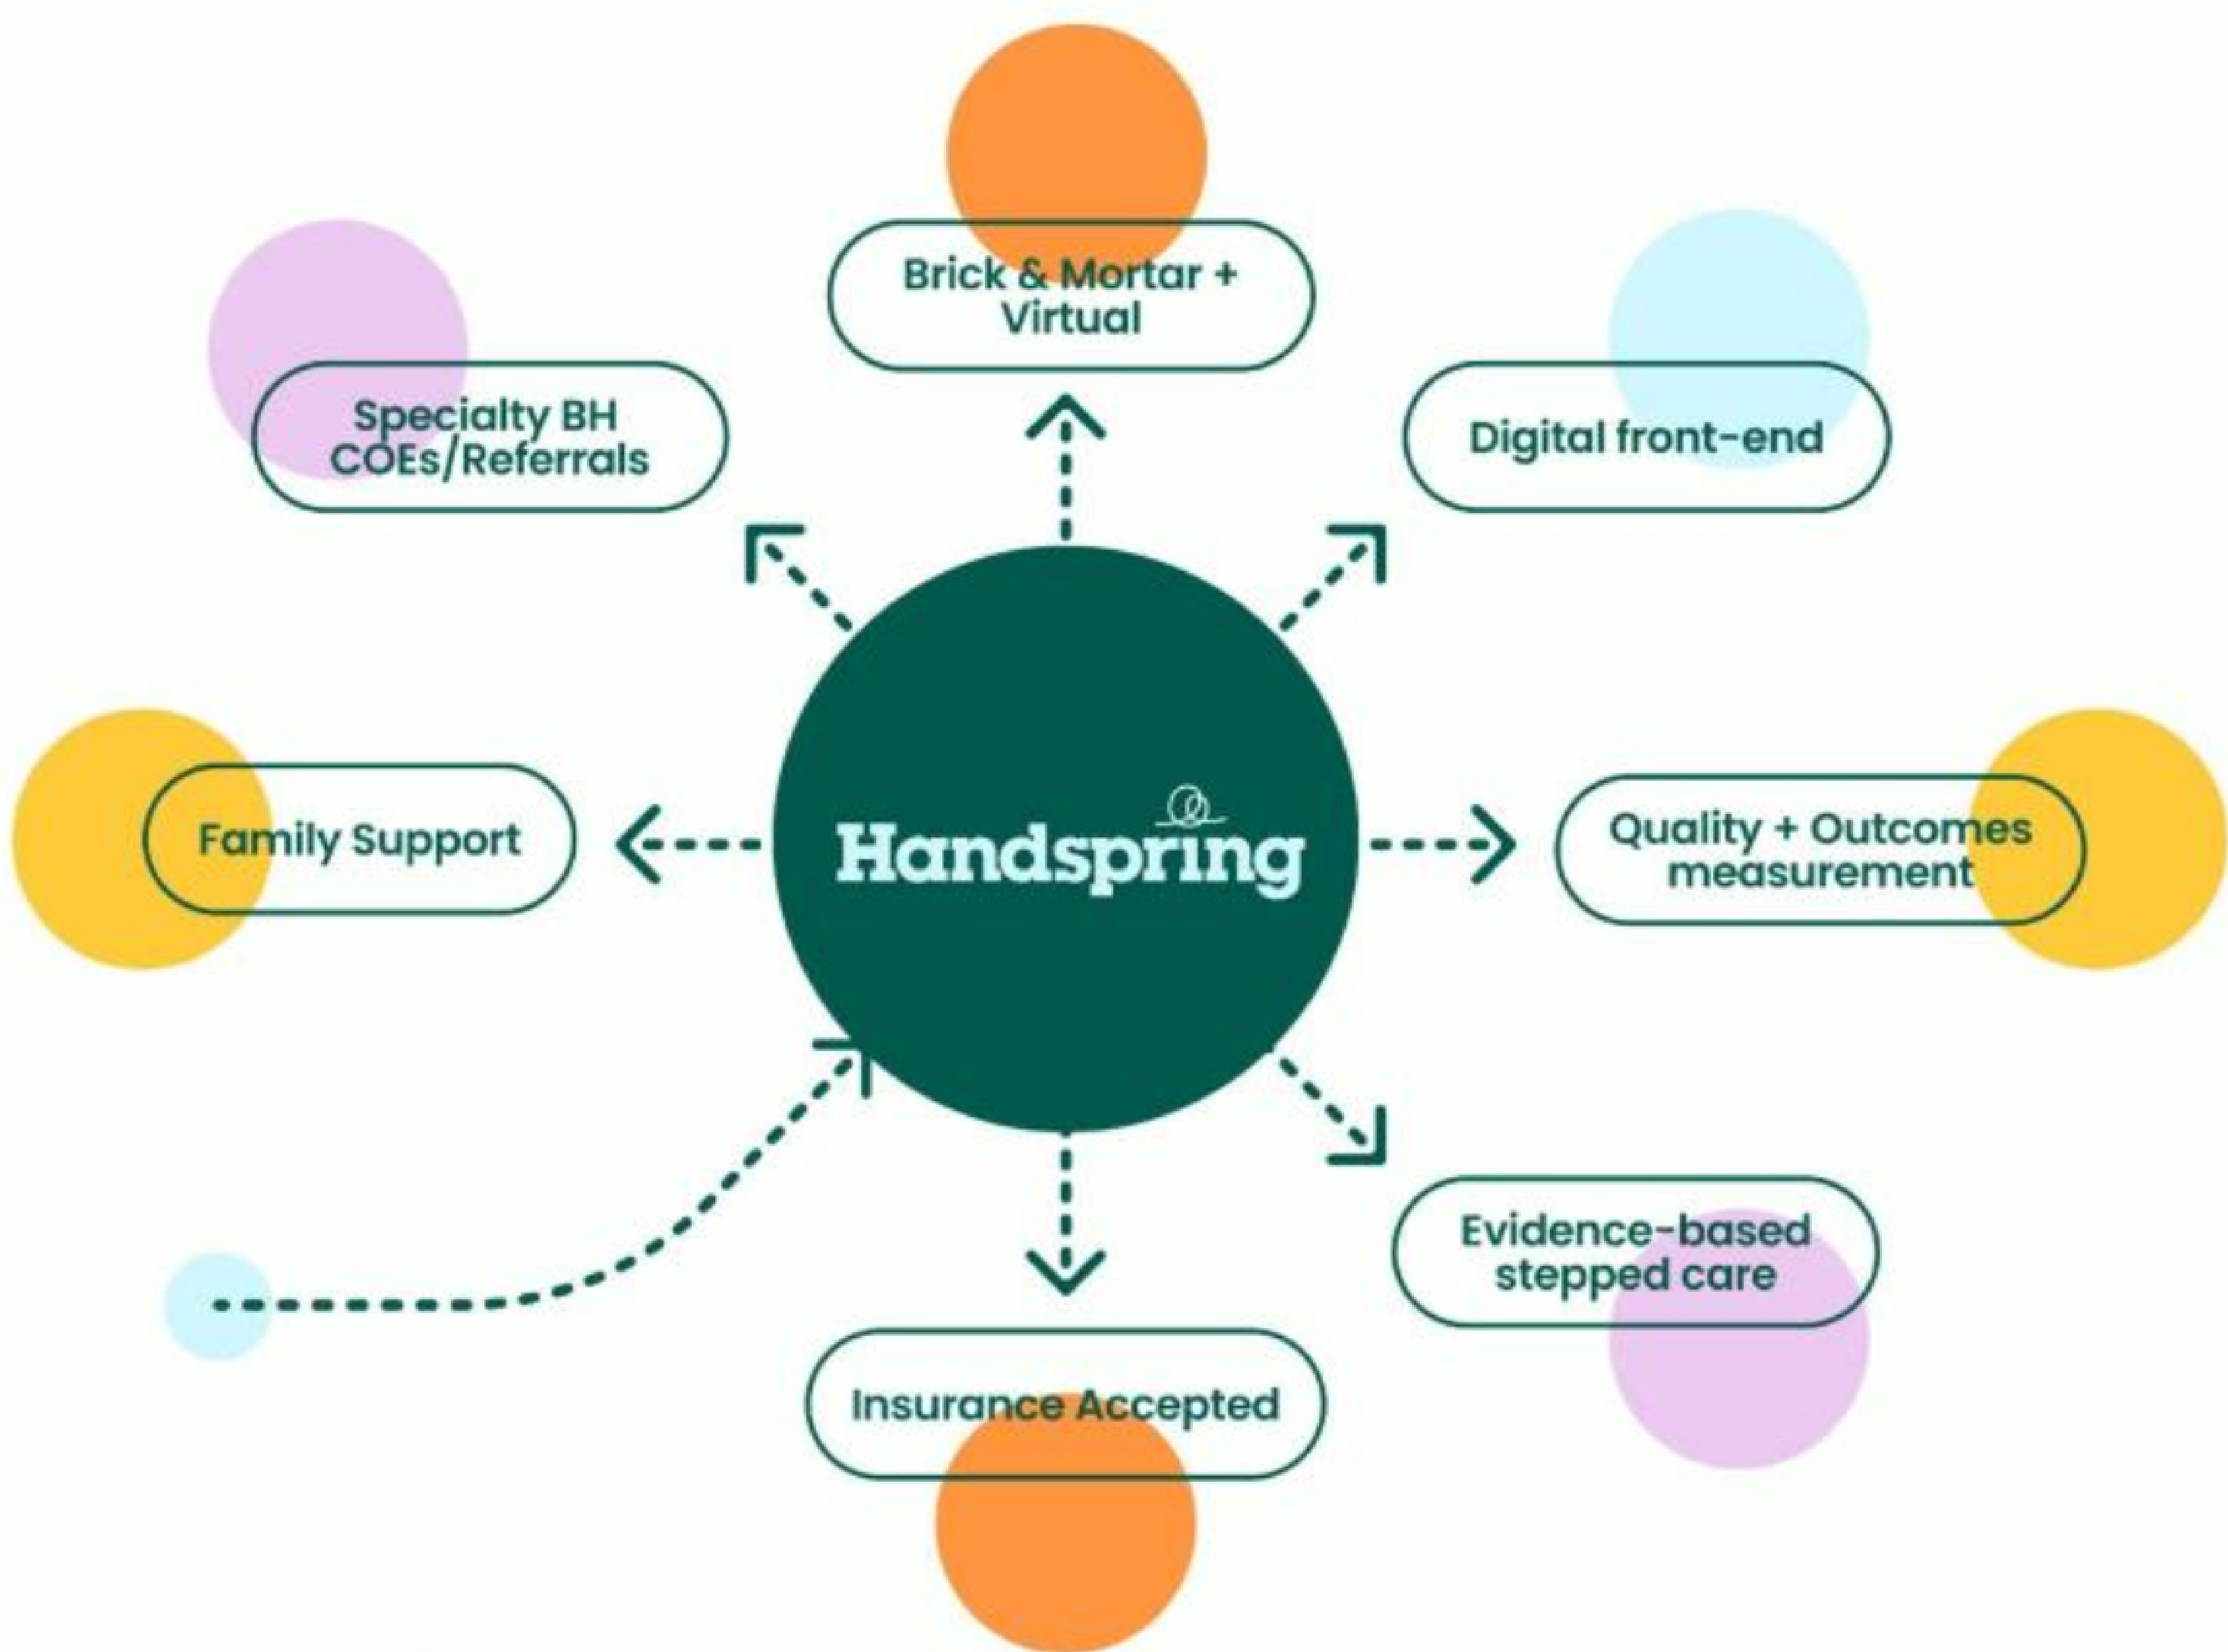 Brick & Mortar +
Virtual
Specialty BH
COEs/Referrals
Digital front-end
Family Support
Handspring
Quality + Outcomes
measurement
Evidence-based
stepped care
Insurance Accepted